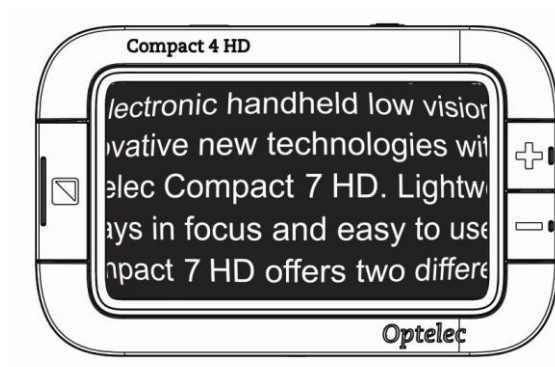 Compact 4 HD
lectronic handheld low vision
ovative new technologies wit
elec Compact 7 HD. Lightw
ays in focus and easy to use
npact 7 HD offers two differe
Optelec